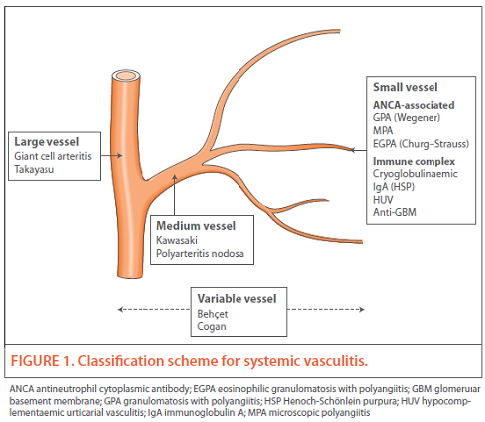 Large vessel
Giant cell arteritis
Takayasu
Medium vessel
Kawasaki
Polyarteritis nodosa
Small vessel
ANCA-associated
GPA (Wegener)
MPA
EGPA (Churg–Strauss)
Immune complex
Cryoglobulinaemic
IgA (HSP)
HUV
Anti-GBM
Variable vessel
Behçet
Cogan
FIGURE 1. Classification scheme for systemic vasculitis.
ANCA antineutrophil cytoplasmic antibody; EGPA eosinophilic granulomatosis with polyangiitis; GBM glomeruar
basement membrane; GPA granulomatosis with polyangiitis; HSP Henoch-Schönlein purpura; HUV hypocomp-
lementaemic urticarial vasculitis; IgA immunoglobulin A; MPA microscopic polyangiitis